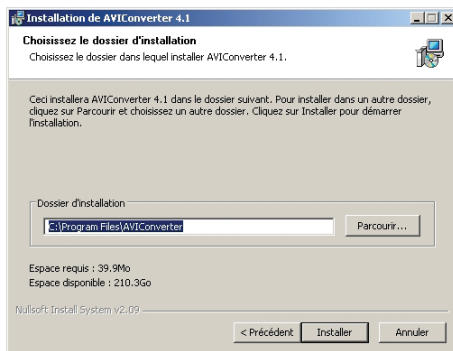 Installation de AVIConverter 4.1
Choisissez le dossier d'installation
Choisissez le dossier dans lequel installer AVIConverter 4.1.
Ceci installera AVIConverter 4.1 dans le dossier suivant. Pour installer dans un autre dossier,
cliquez sur Parcourir et choisissez un autre dossier. Cliquez sur Installer pour démarrer
l'installation.
Dossier d'installation
C:\Program Files\AVIConverter
Parcourir...
Espace requis : 39.9Mo
Espace disponible : 210.3Go
Nullsoft Install System v2.09
< Précédent
Installer
Annuler